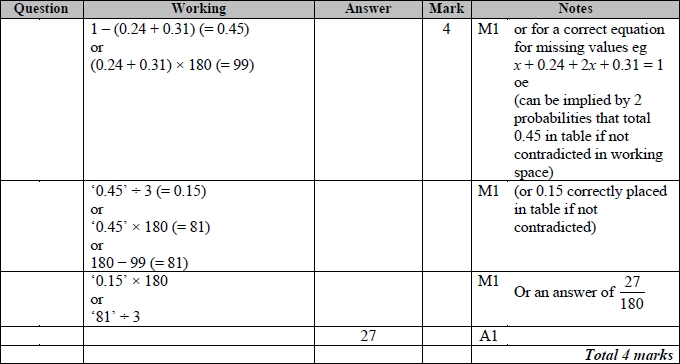 Question Working Answer Mark Notes
1 – (0.24 + 0.31) (= 0.45) 4 M1 or for a correct equation
or for missing values eg
(0.24 + 0.31) × 180 (= 99) x + 0.24 + 2x + 0.31 = 1
oe
(can be implied by 2
probabilities that total
0.45 in table if not
contradicted in working
space)
‘0.45’ ÷ 3 (= 0.15) M1 (or 0.15 correctly placed
or in table if not
‘0.45’ × 180 (= 81) contradicted)
or
180 – 99 (= 81)
‘0.15’ × 180 M1 Or an answer of 27/180
or
‘81’ ÷ 3
27 A1
Total 4 marks